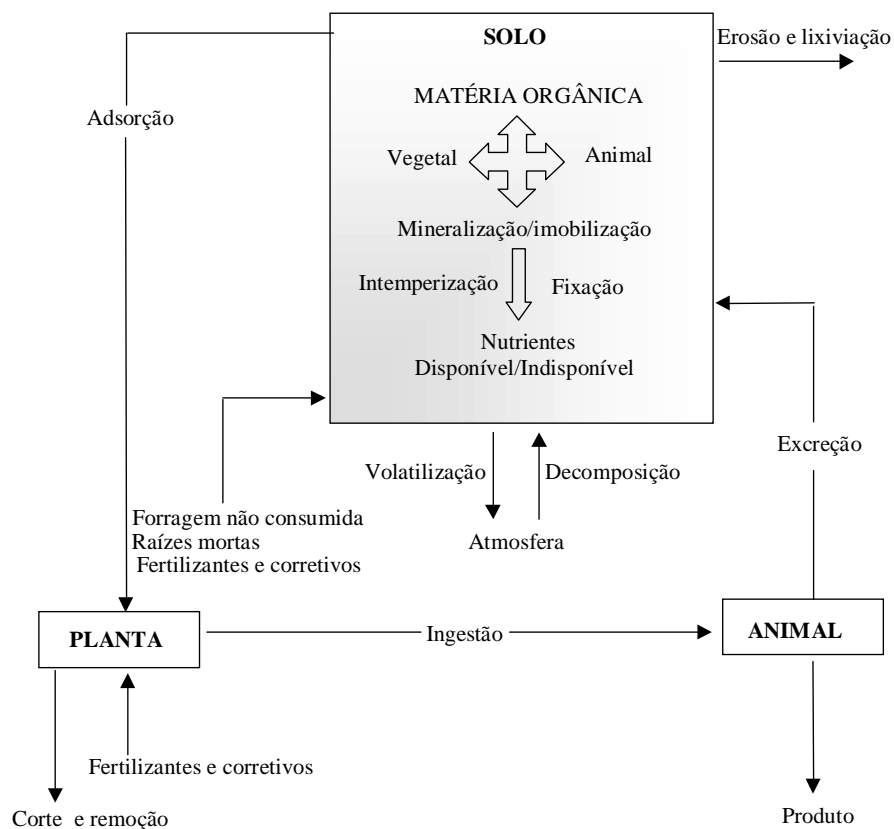 SOLO
Erosão e lixiviação
MATÉRIA ORGÂNICA
Adsorção
Vegetal
Animal
Mineralização/imobilização
Intemperização
Fixação
Nutrientes
Disponível/Indisponível
Excreção
Volatilização
Decomposição
Forragem não consumida
Raízes mortas
Fertilizantes e corretivos
Atmosfera
PLANTA
Ingestão
ANIMAL
Fertilizantes e corretivos
Corte e remoção
Produto